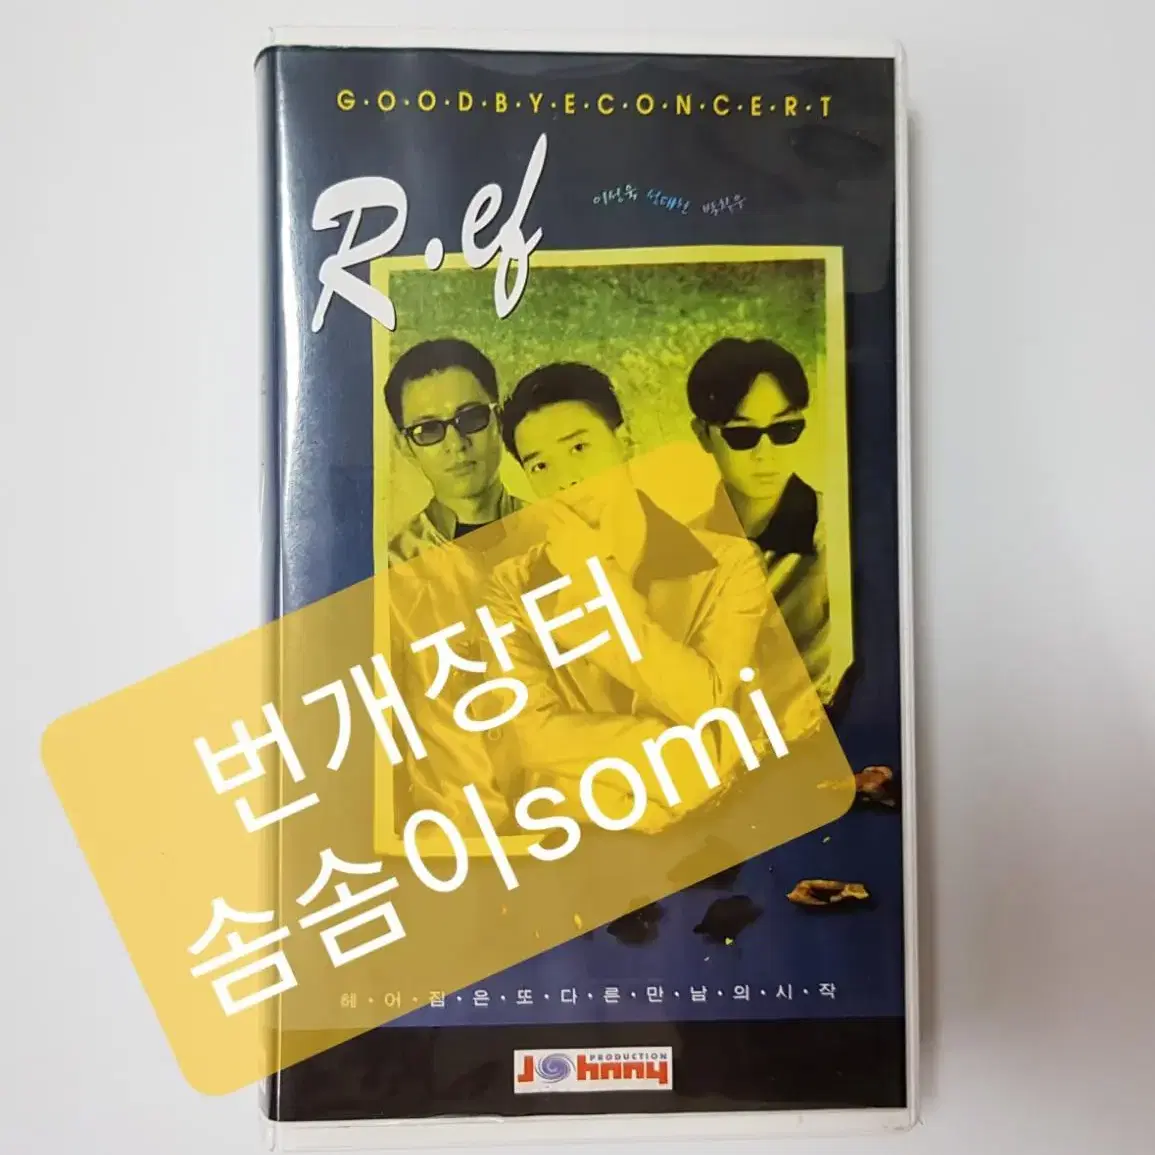 G·O·O·D·B·Y·E·C·O·N·C·E·R·T
R.ef
이성욱 성대현 박철우
번개장터
솜솜이somi
헤·어·짐·은·또·다·른·만·남·의·시·작
PRODUCTION
Johnny